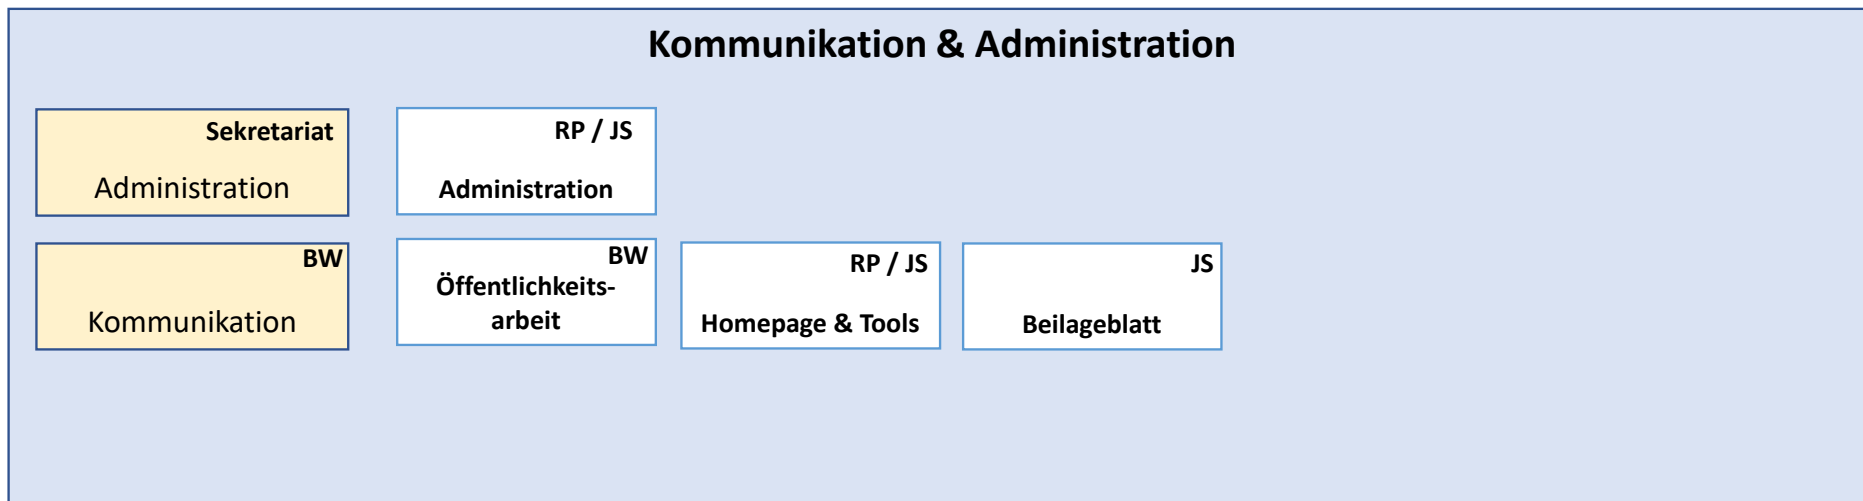 Kommunikation & Administration
Sekretariat
Administration
RP / JS
Administration
BW
Kommunikation
BW
Öffentlichkeits-
arbeit
RP / JS
Homepage & Tools
JS
Beilageblatt